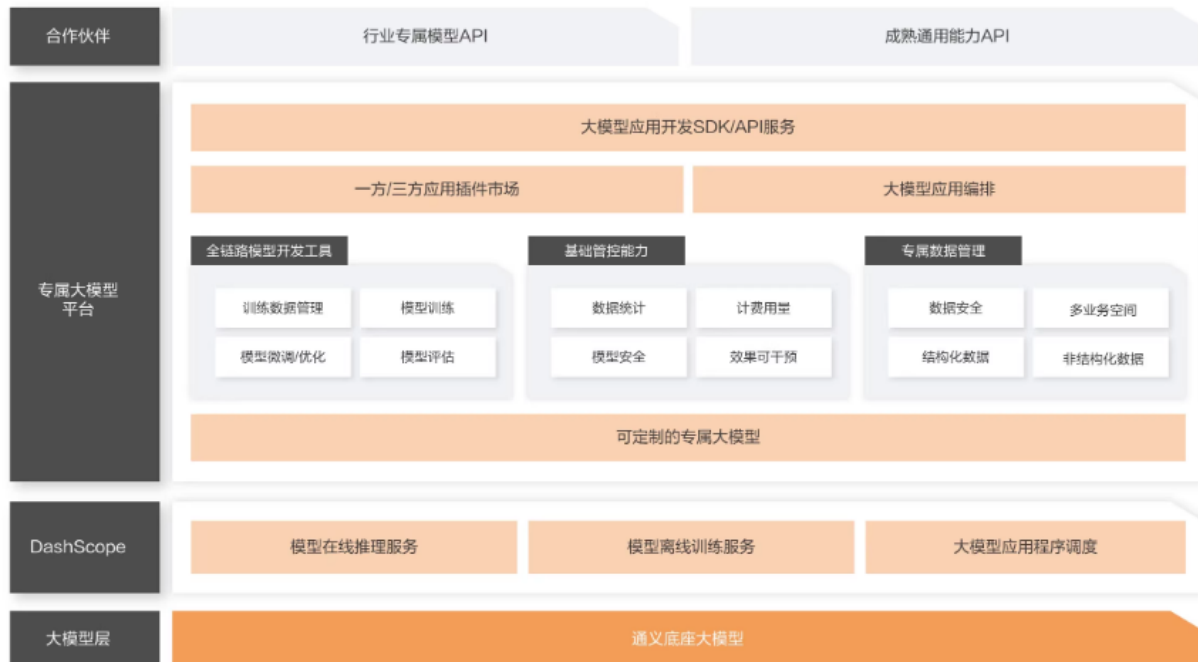 合作伙伴
行业专属模型API
成熟通用能力API
专属大模型
平台
大模型应用开发SDK/API服务
一方/三方应用插件市场
大模型应用编排
全链路模型开发工具
训练数据管理
模型训练
模型微调/优化
模型评估
基础管控能力
数据统计
计费用量
模型安全
效果可干预
专属数据管理
数据安全
多业务空间
结构化数据
非结构化数据
可定制的专属大模型
DashScope
模型在线推理服务
模型离线训练服务
大模型应用程序调度
大模型层
通义底座大模型